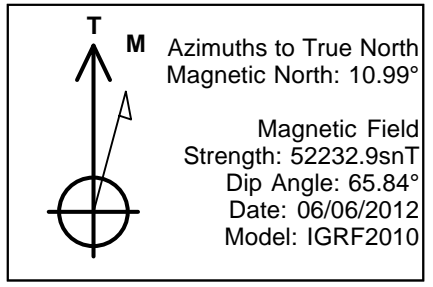 T
M
Azimuths to True North
Magnetic North: 10.99°
Magnetic Field
Strength: 52232.9snT
Dip Angle: 65.84°
Date: 06/06/2012
Model: IGRF2010